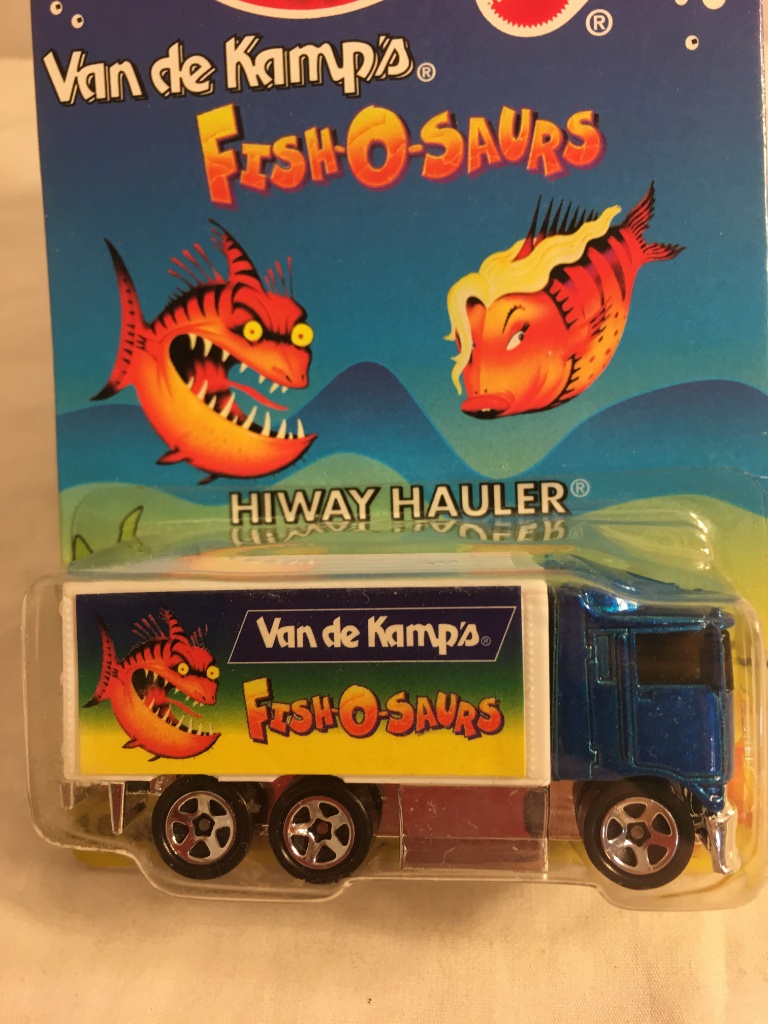 ®
Van de Kamp's®
FISH-O-SAURS
HIWAY HAULER®
Van de Kamp's®
FISH-O-SAURS